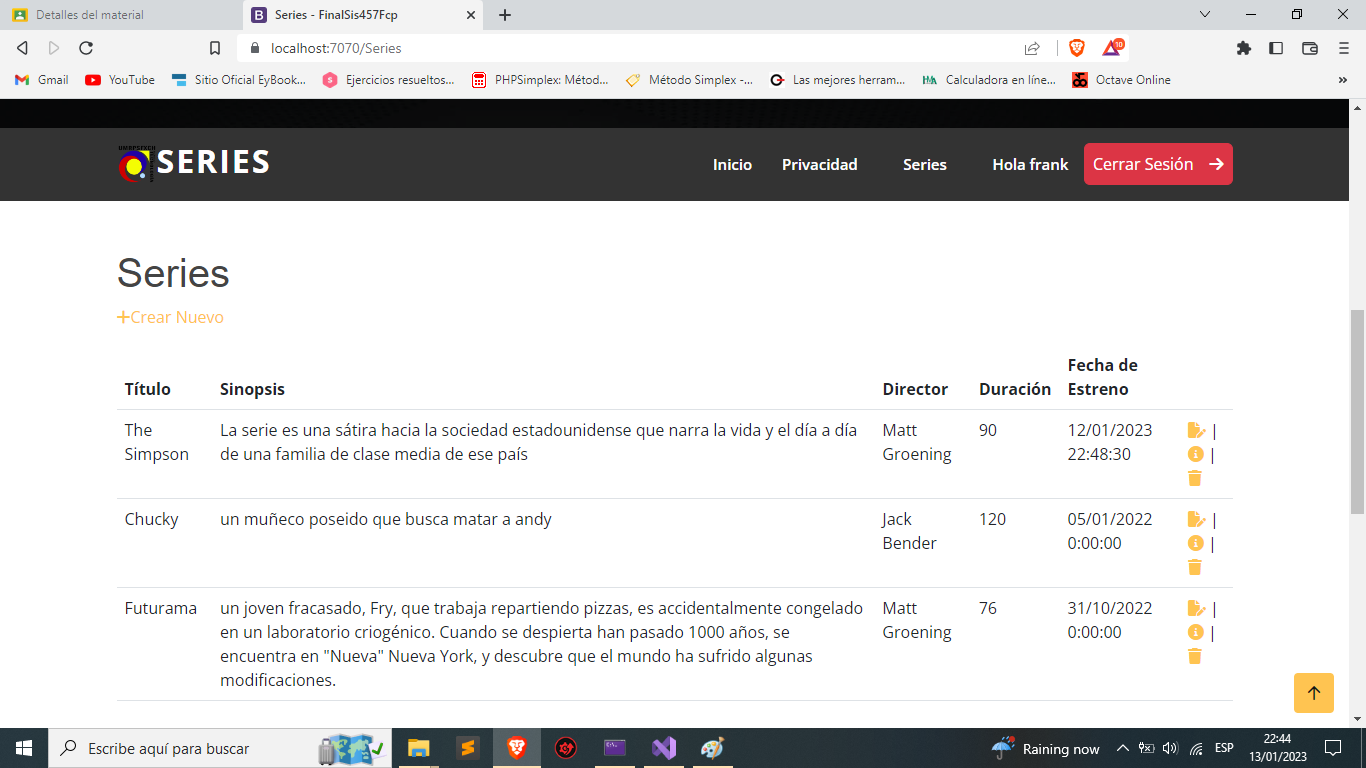 Detalles del material
Series - FinalSis457Fcp
localhost:7070/Series
10
Gmail
YouTube
Sitio Oficial EyBook...
Ejercicios resueltos...
PHPSimplex: Métod...
Método Simplex -...
Las mejores herram...
Calculadora en líne...
Octave Online
»
SERIES
Inicio
Privacidad
Series
Hola frank
Cerrar Sesión
Series
Crear Nuevo
Título
Sinopsis
Director
Duración
Fecha de
Estreno
The
Simpson
La serie es una sátira hacia la sociedad estadounidense que narra la vida y el día a día
de una familia de clase media de ese país
Matt
Groening
90
12/01/2023
22:48:30
|
|
Chucky
un muñeco poseido que busca matar a andy
Jack
Bender
120
05/01/2022
0:00:00
|
|
Futurama
un joven fracasado, Fry, que trabaja repartiendo pizzas, es accidentalmente congelado
en un laboratorio criogénico. Cuando se despierta han pasado 1000 años, se
encuentra en "Nueva" Nueva York, y descubre que el mundo ha sufrido algunas
modificaciones.
Matt
Groening
76
31/10/2022
0:00:00
|
|
Escribe aquí para buscar
Raining now
ESP
22:44
13/01/2023